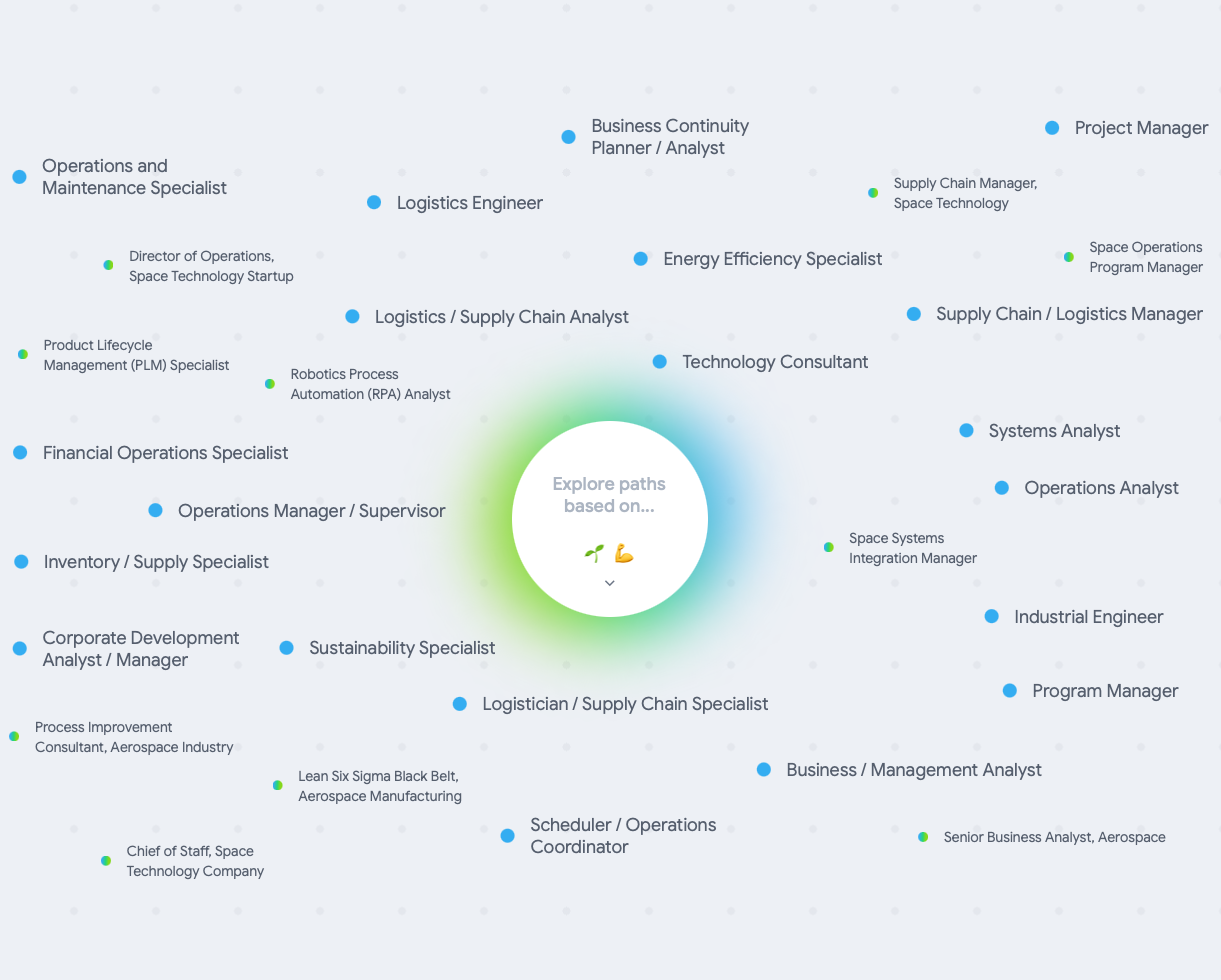 Business Continuity
Planner / Analyst
Project Manager
Operations and
Maintenance Specialist
Logistics Engineer
Supply Chain Manager,
Space Technology
Director of Operations,
Space Technology Startup
Energy Efficiency Specialist
Space Operations
Program Manager
Logistics / Supply Chain Analyst
Supply Chain / Logistics Manager
Product Lifecycle
Management (PLM) Specialist
Robotics Process
Automation (RPA) Analyst
Technology Consultant
Financial Operations Specialist
Systems Analyst
Explore paths
based on...
Operations Manager / Supervisor
Operations Analyst
Inventory / Supply Specialist
Space Systems
Integration Manager
Corporate Development
Analyst / Manager
Sustainability Specialist
Industrial Engineer
Logistician / Supply Chain Specialist
Program Manager
Process Improvement
Consultant, Aerospace Industry
Lean Six Sigma Black Belt,
Aerospace Manufacturing
Business / Management Analyst
Scheduler / Operations
Coordinator
Senior Business Analyst, Aerospace
Chief of Staff, Space
Technology Company